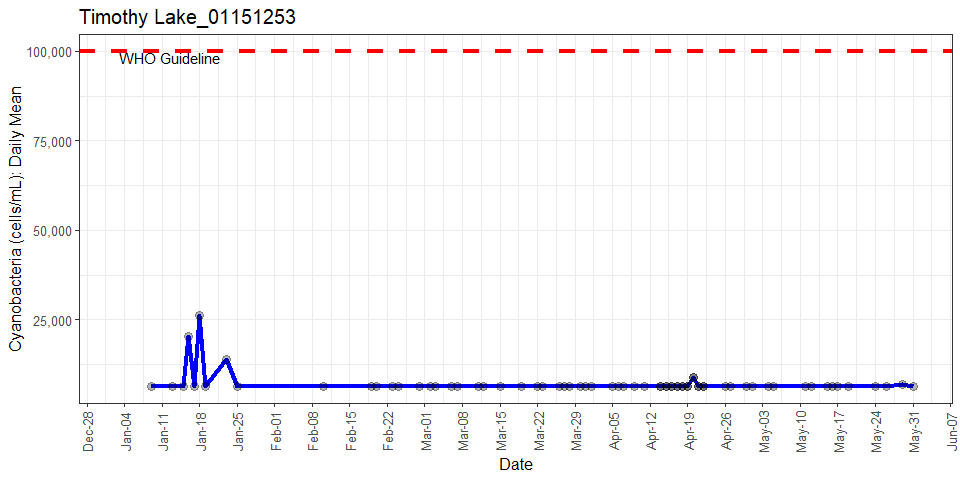 Timothy Lake_01151253
Cyanobacteria (cells/mL): Daily Mean
100,000
WHO Guideline
75,000
50,000
25,000
Dec-28
Jan-04
Jan-11
Jan-18
Jan-25
Feb-01
Feb-08
Feb-15
Feb-22
Mar-01
Mar-08
Mar-15
Mar-22
Mar-29
Apr-05
Apr-12
Apr-19
Apr-26
May-03
May-10
May-17
May-24
May-31
Jun-07
Date